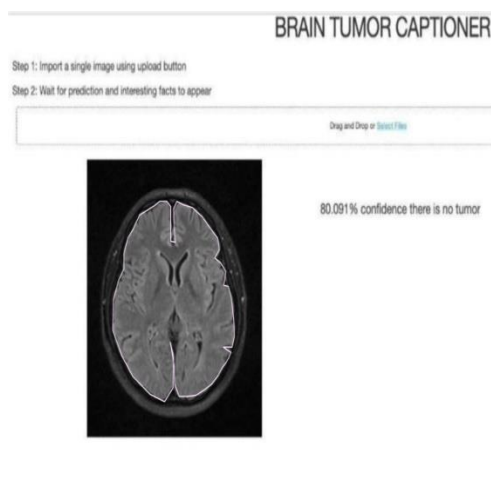 BRAIN TUMOR CAPTIONER
Step 1: Import a single image using upload button
Step 2: Wait for prediction and interesting facts to appear
Drag and Drop or Select Files
80.091% confidence there is no tumor